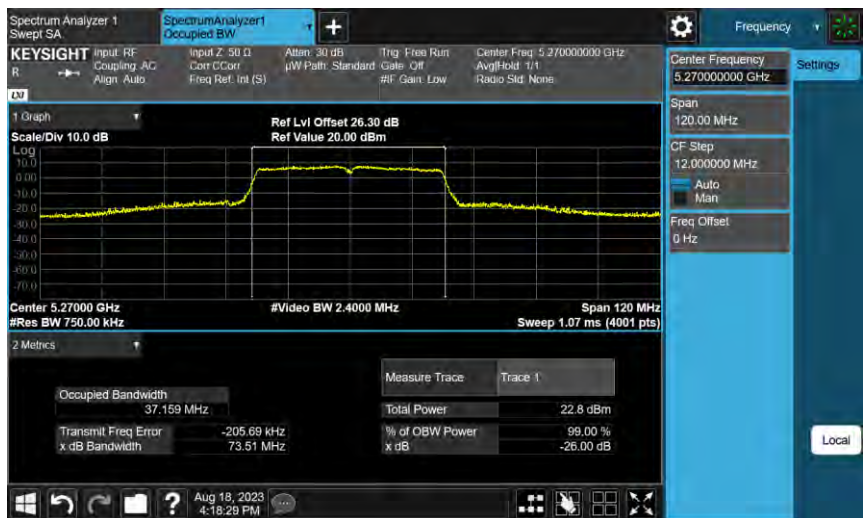 Spectrum Analyzer 1
Swept SA
SpectrumAnalyzer1
Occupied BW
Frequency
KEYSIGHT
R
LXI
Input: RF
Coupling: AC
Align: Auto
Input Z: 50 Ω
Corr CCorr
Freq Ref: Int (S)
Atten: 30 dB
µW Path: Standard
Trig: Free Run
Gate: Off
#IF Gain: Low
Center Freq: 5.270000000 GHz
Avg|Hold: 1/1
Radio Std: None
1 Graph
Scale/Div 10.0 dB
Ref Lvl Offset 26.30 dB
Ref Value 20.00 dBm
Log
10.0
0.00
-10.0
-20.0
-30.0
-40.0
-50.0
-60.0
-70.0
Center 5.27000 GHz
#Res BW 750.00 kHz
#Video BW 2.4000 MHz
Span 120 MHz
Sweep 1.07 ms (4001 pts)
2 Metrics
Occupied Bandwidth
37.159 MHz
Transmit Freq Error -205.69 kHz
x dB Bandwidth 73.51 MHz
Measure Trace Trace 1
Total Power 22.8 dBm
% of OBW Power 99.00 %
x dB -26.00 dB
Center Frequency
5.270000000 GHz
Span
120.00 MHz
CF Step
12.000000 MHz
Auto
Man
Freq Offset
0 Hz
Settings
Local
?
Aug 18, 2023
4:18:29 PM